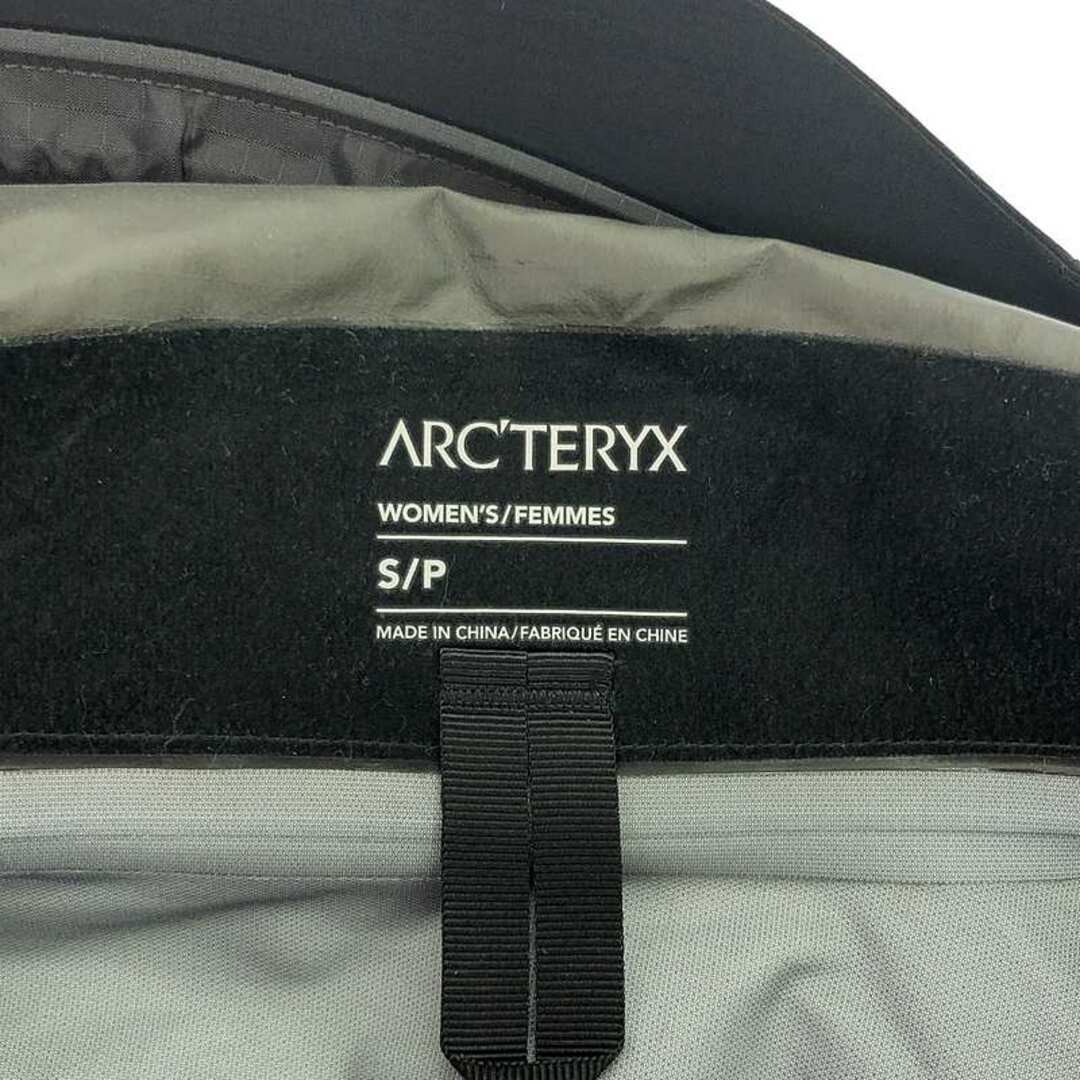 ARC'TERYX
WOMEN'S/FEMMES
S/P
MADE IN CHINA/FABRIQUÉ EN CHINE